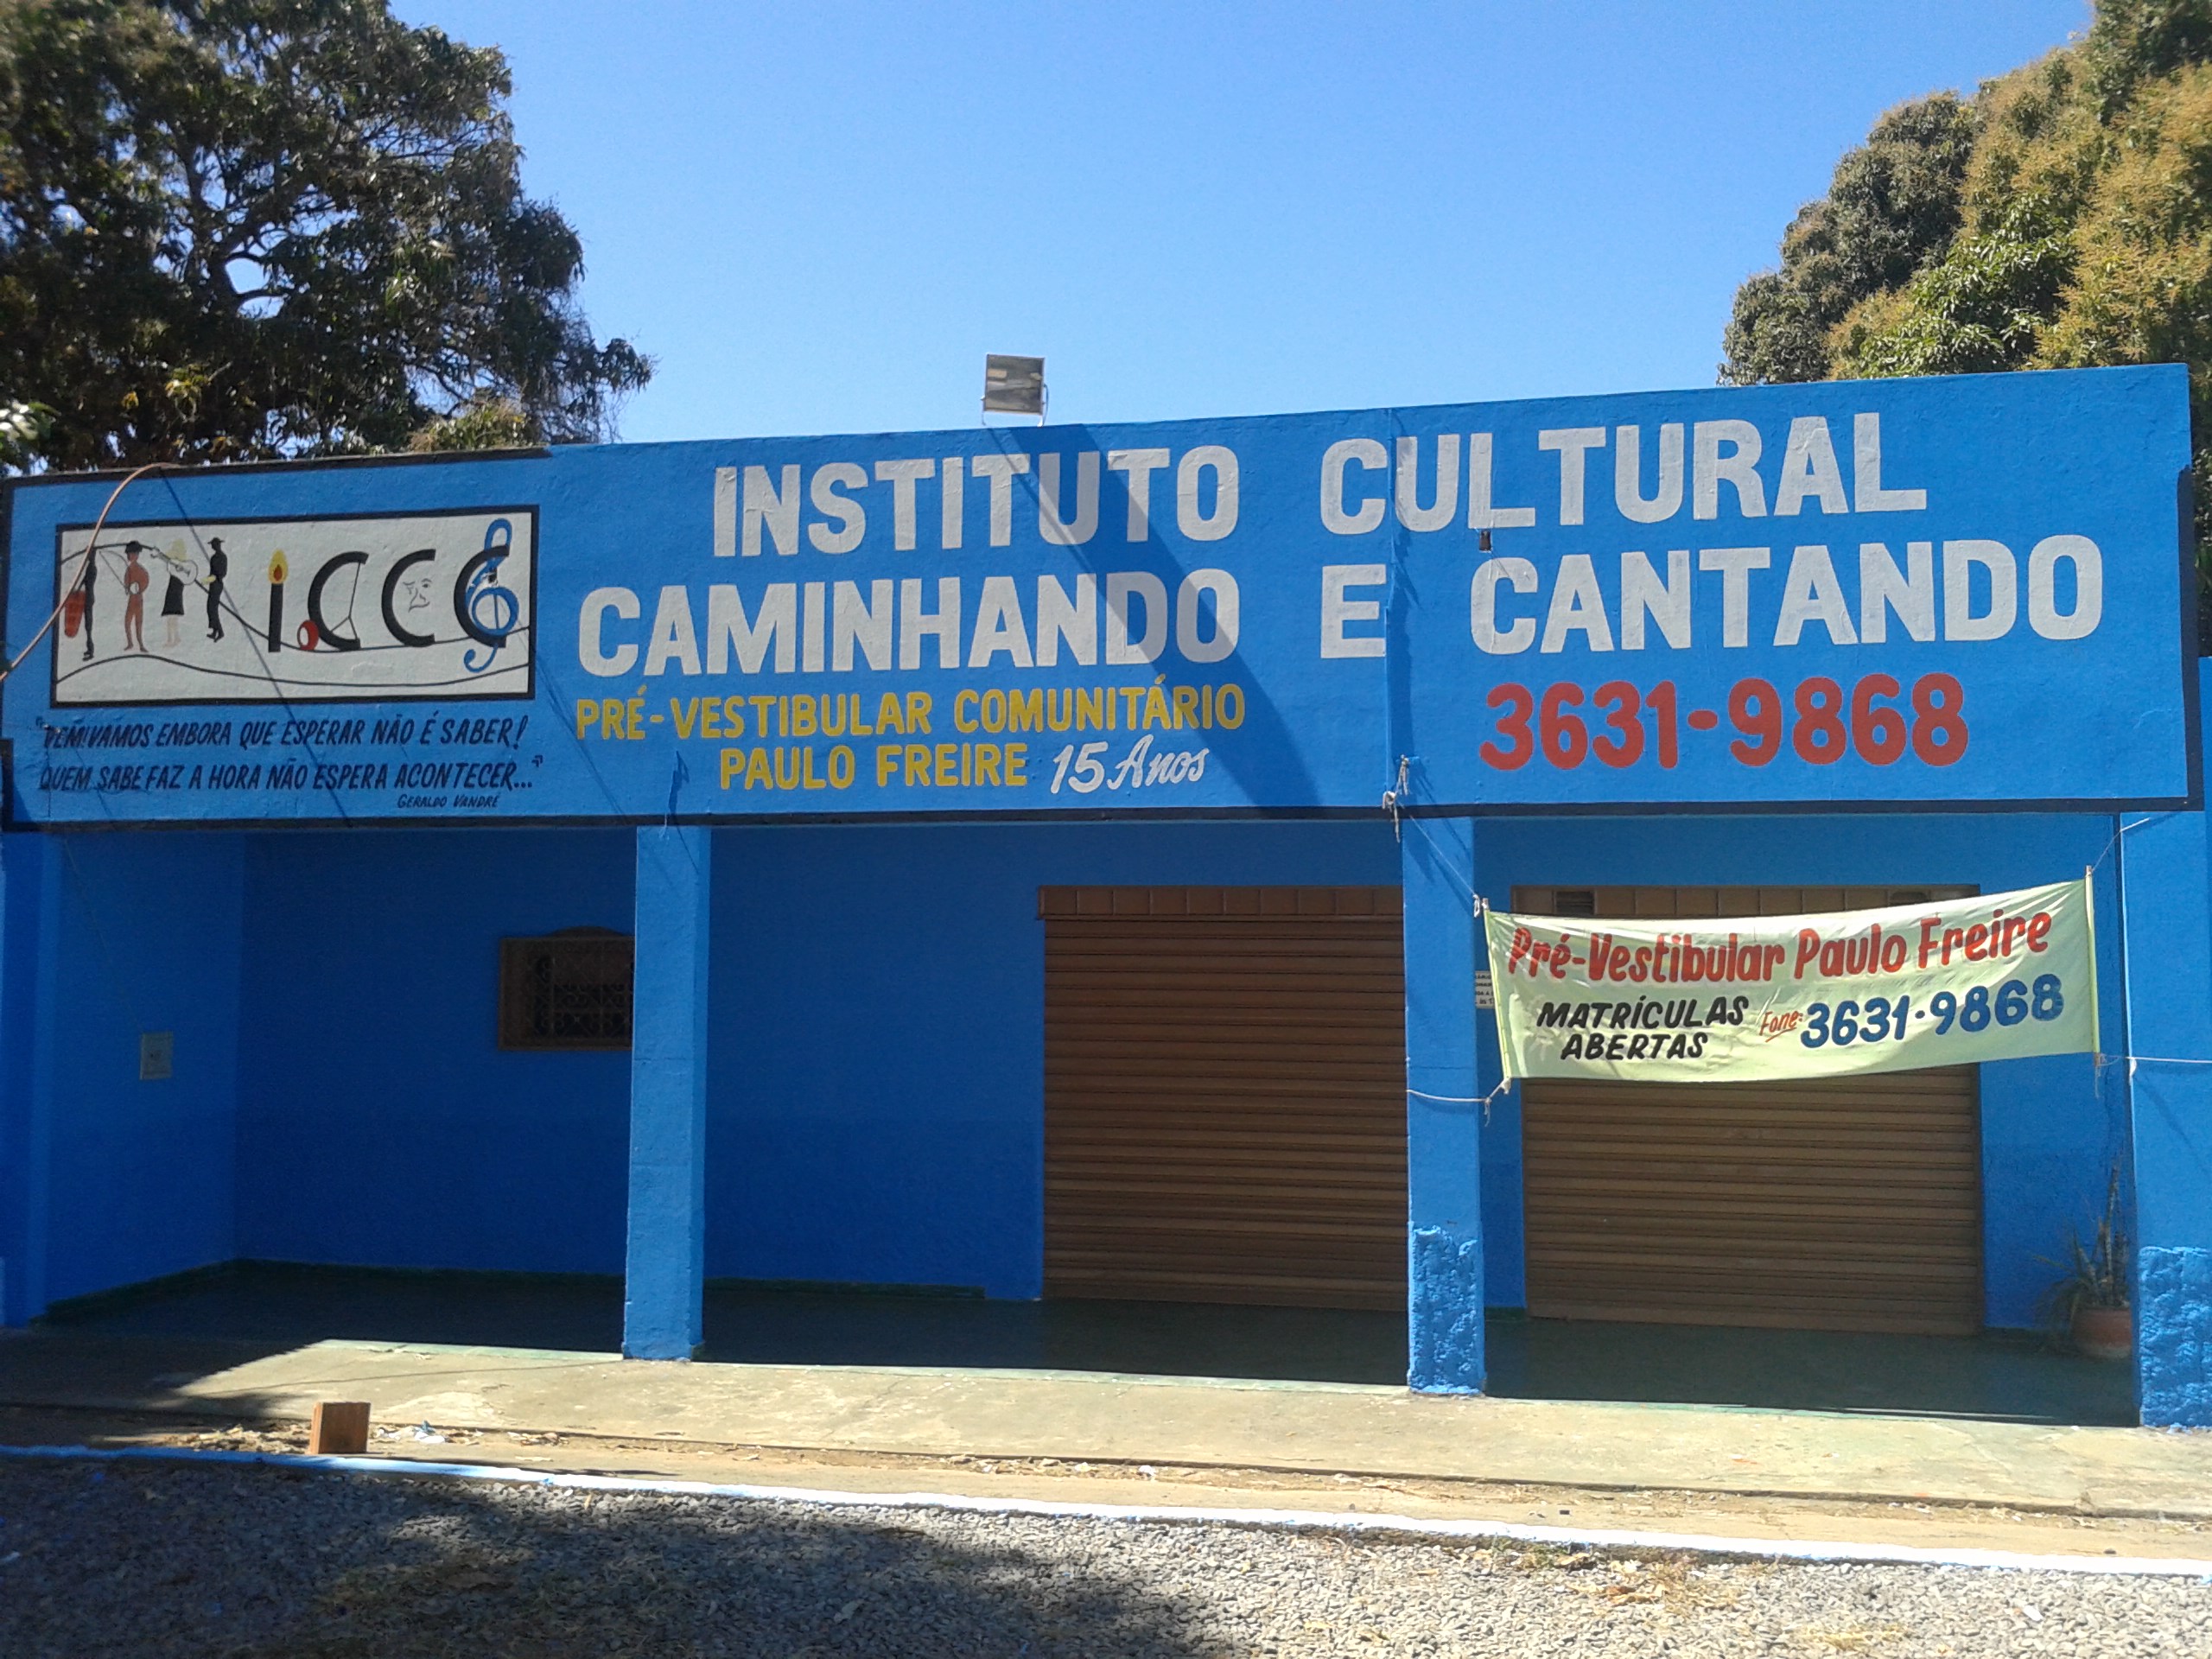 INSTITUTO CULTURAL
CAMINHANDO E CANTANDO
i.CCC
PRÉ-VESTIBULAR COMUNITÁRIO
PAULO FREIRE 15 Anos
3631-9868
"VEM!VAMOS EMBORA QUE ESPERAR NÃO É SABER!
QUEM SABE FAZ A HORA NÃO ESPERA ACONTECER..."
GERALDO VANDRÉ
Pré-Vestibular Paulo Freire
MATRÍCULAS
ABERTAS
Fone: 3631-9868